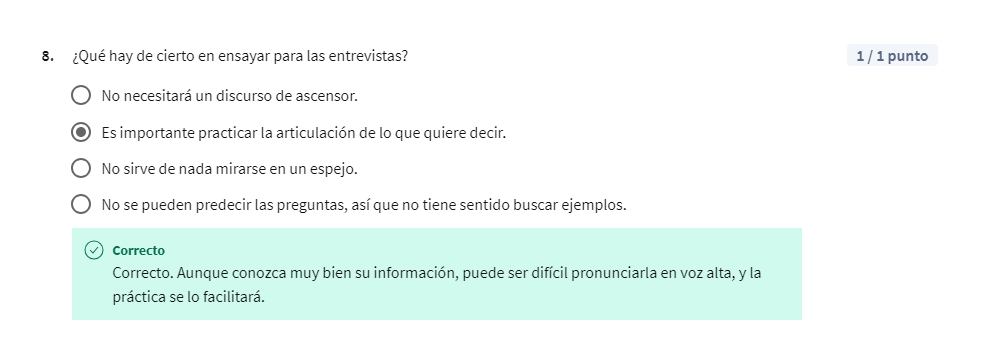 8. ¿Qué hay de cierto en ensayar para las entrevistas?
1 / 1 punto
No necesitará un discurso de ascensor.
Es importante practicar la articulación de lo que quiere decir.
No sirve de nada mirarse en un espejo.
No se pueden predecir las preguntas, así que no tiene sentido buscar ejemplos.
Correcto
Correcto. Aunque conozca muy bien su información, puede ser difícil pronunciarla en voz alta, y la
práctica se lo facilitará.